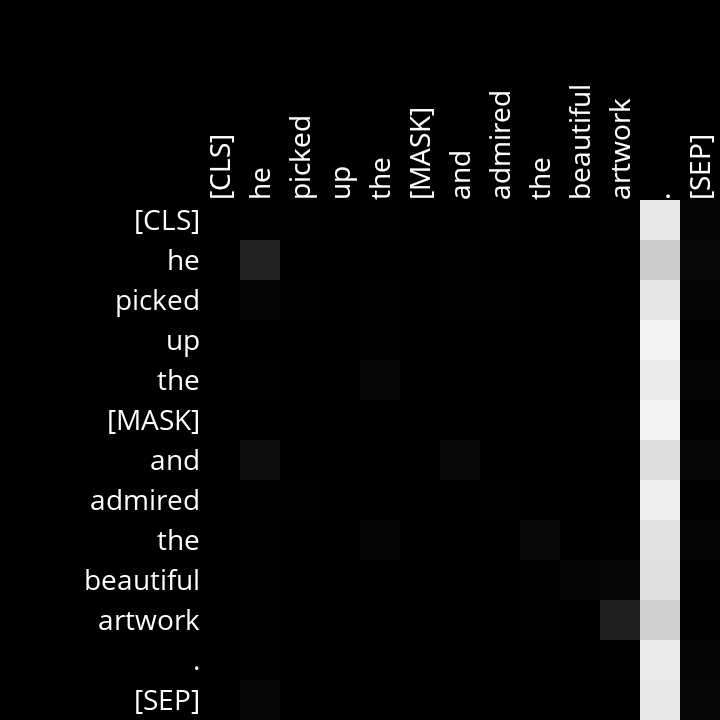 [CLS]
he
picked
up
the
[MASK]
and
admired
the
beautiful
artwork
.
[SEP]
[CLS]
he
picked
up
the
[MASK]
and
admired
the
beautiful
artwork
.
[SEP]